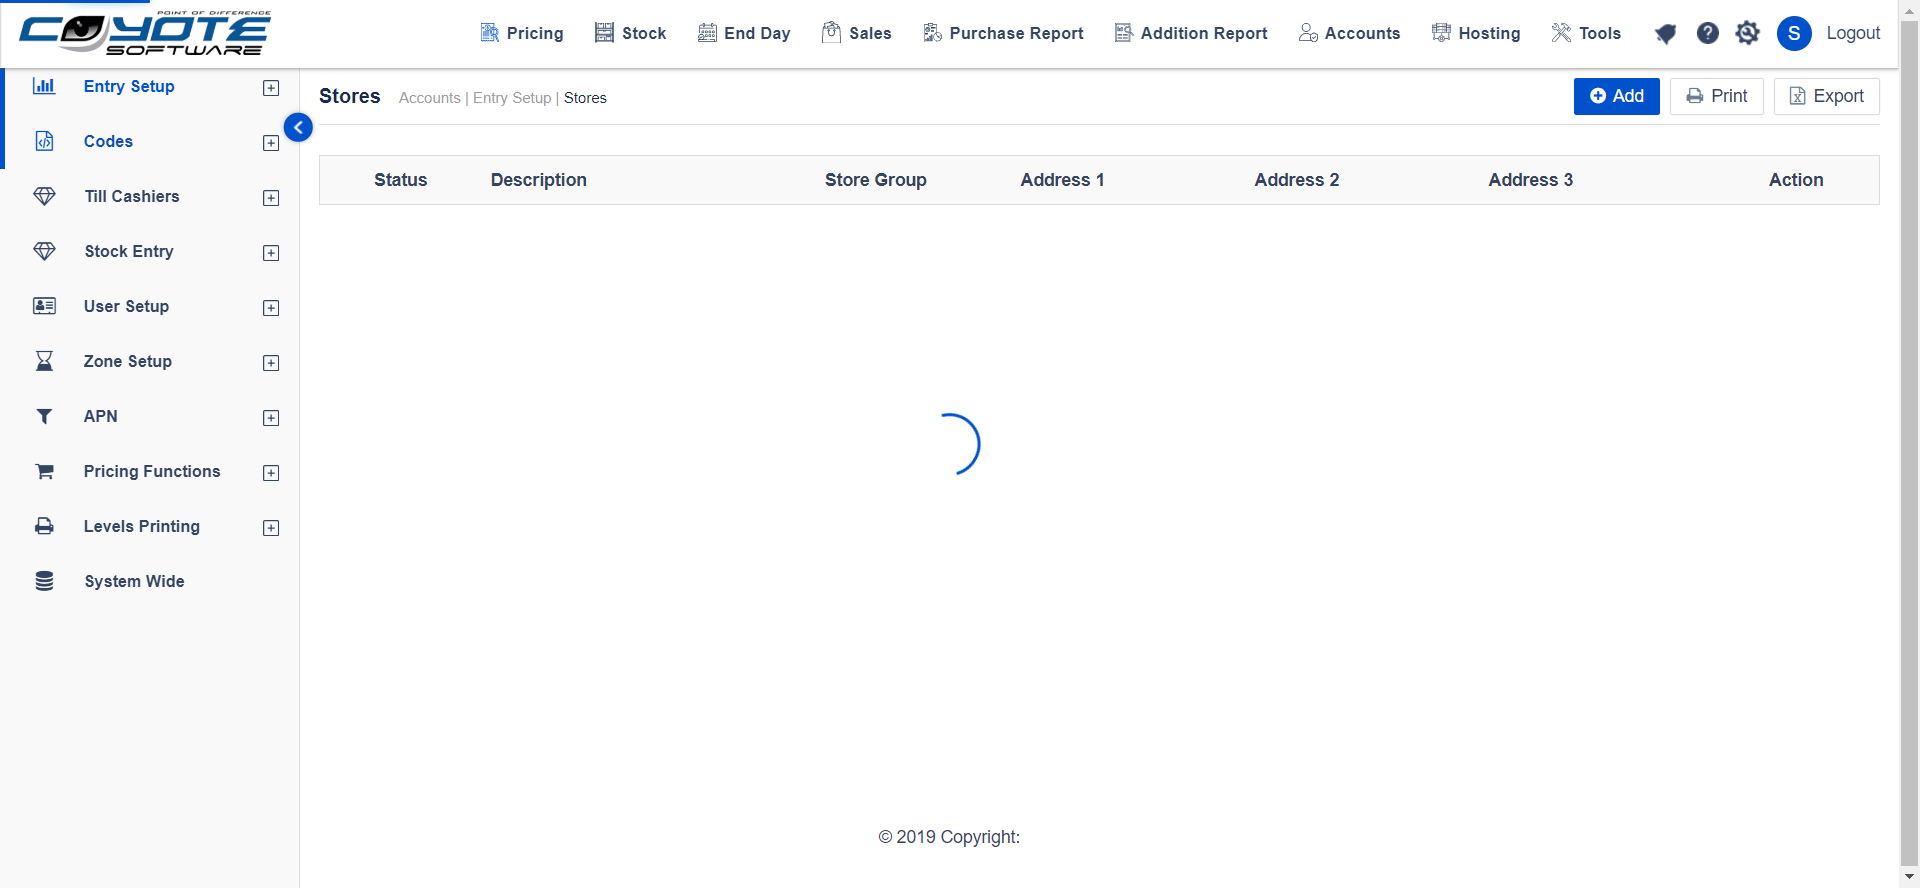 POINT OF DIFFERENCE
COYOTE
SOFTWARE
Pricing
Stock
End Day
Sales
Purchase Report
Addition Report
Accounts
Hosting
Tools
S
Logout
Entry Setup
Codes
Till Cashiers
Stock Entry
User Setup
Zone Setup
APN
Pricing Functions
Levels Printing
System Wide
Stores
Accounts | Entry Setup | Stores
Add
Print
Export
Status Description Store Group Address 1 Address 2 Address 3 Action
© 2019 Copyright: